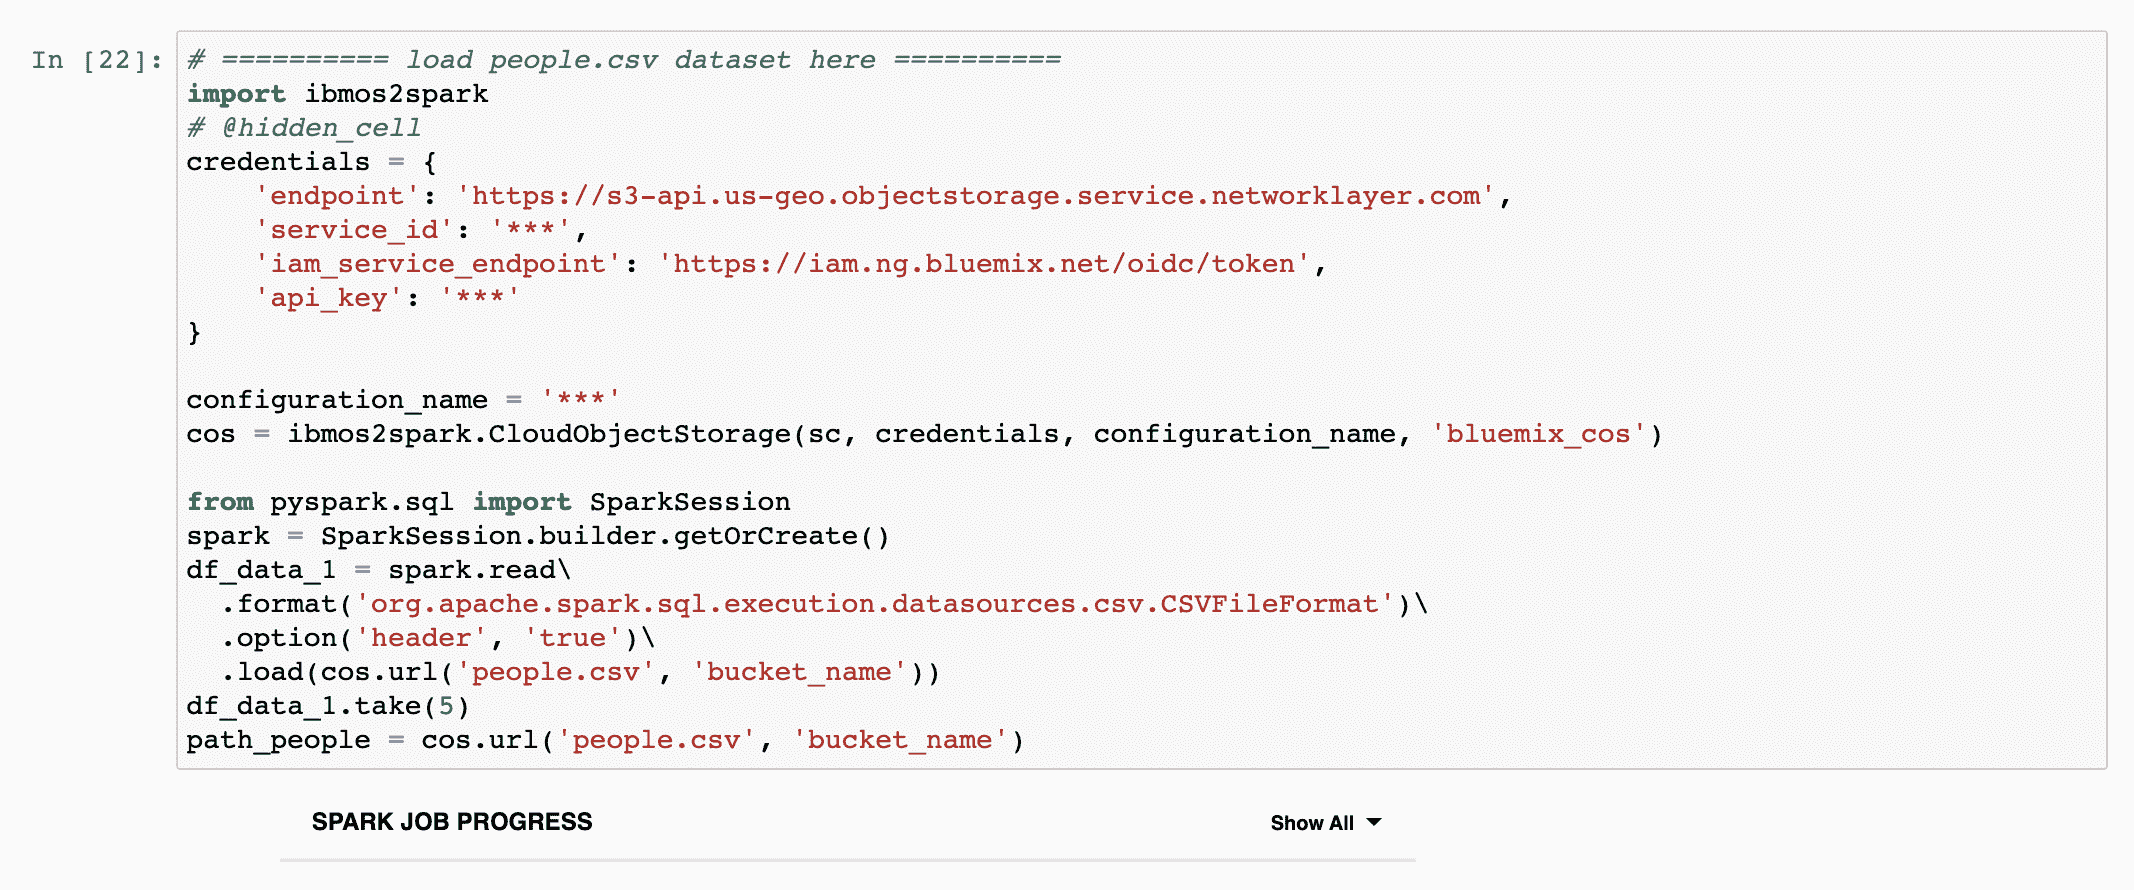 In [22]: # ========== load people.csv dataset here ==========
import ibmos2spark
# @hidden_cell
credentials = {
    'endpoint': 'https://s3-api.us-geo.objectstorage.service.networklayer.com',
    'service_id': '***',
    'iam_service_endpoint': 'https://iam.ng.bluemix.net/oidc/token',
    'api_key': '***'
}
configuration_name = '***'
cos = ibmos2spark.CloudObjectStorage(sc, credentials, configuration_name, 'bluemix_cos')
from pyspark.sql import SparkSession
spark = SparkSession.builder.getOrCreate()
df_data_1 = spark.read\
  .format('org.apache.spark.sql.execution.datasources.csv.CSVFileFormat')\
  .option('header', 'true')\
  .load(cos.url('people.csv', 'bucket_name'))
df_data_1.take(5)
path_people = cos.url('people.csv', 'bucket_name')
SPARK JOB PROGRESS Show All